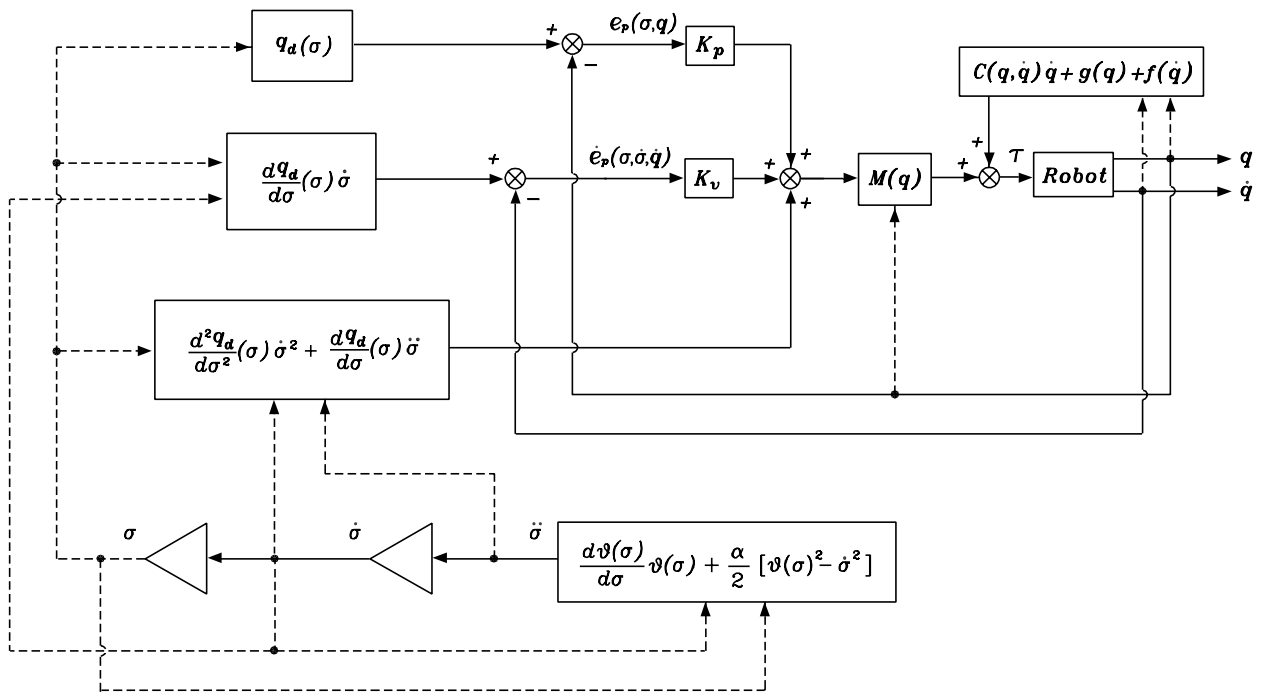 q_d(σ)
+
−
e_p(σ,q)
K_p
C(q,q̇)q̇ + g(q) + f(q̇)
dq_d/dσ (σ) σ̇
+
−
ė_p(σ,σ̇,q̇)
K_v
+
+
+
M(q)
+
+
τ
Robot
q
q̇
d²q_d/dσ² (σ) σ̇² + dq_d/dσ (σ) σ̈
σ
σ̇
σ̈
dϑ(σ)/dσ ϑ(σ) + α/2 [ϑ(σ)² − σ̇²]